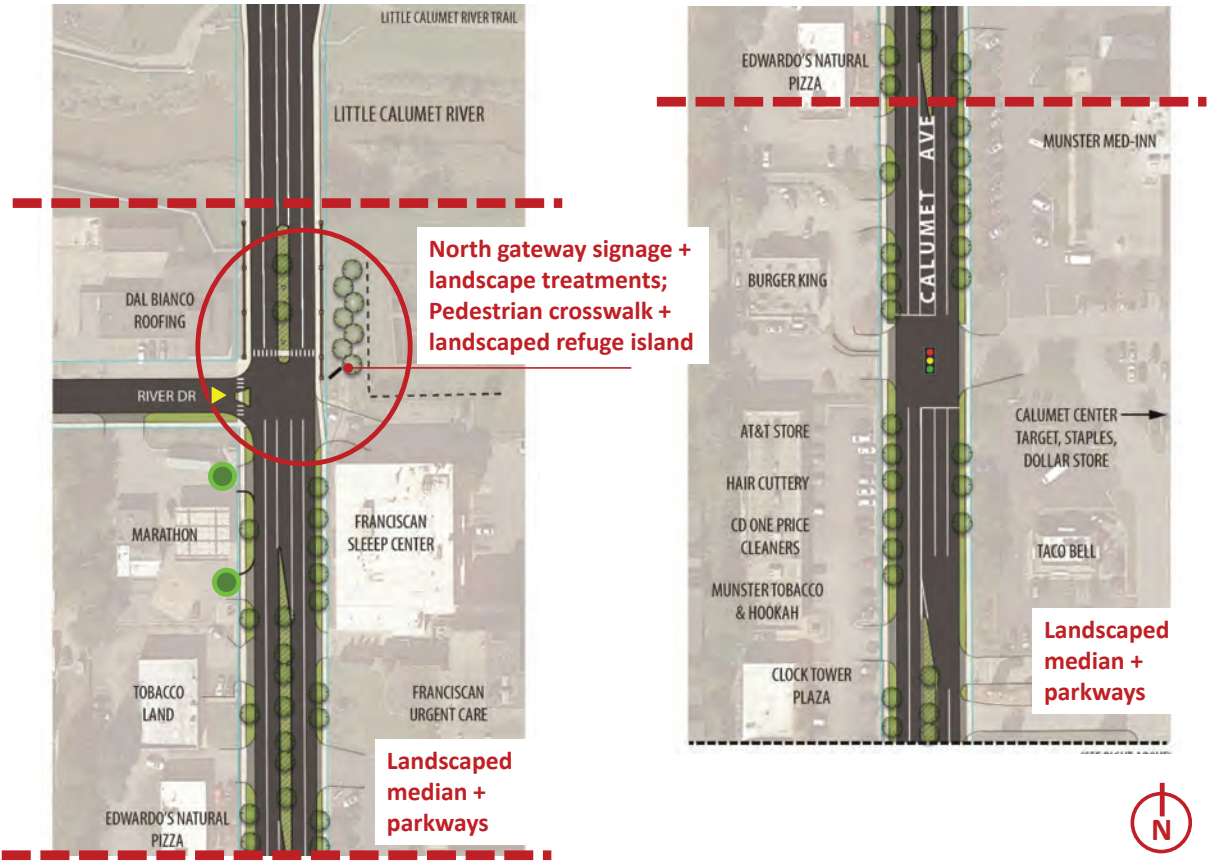 LITTLE CALUMET RIVER TRAIL
LITTLE CALUMET RIVER
North gateway signage +
landscape treatments;
Pedestrian crosswalk +
landscaped refuge island
DAL BIANCO
ROOFING
RIVER DR
MARATHON
FRANCISCAN
SLEEEP CENTER
TOBACCO
LAND
FRANCISCAN
URGENT CARE
Landscaped
median +
parkways
EDWARDO'S NATURAL
PIZZA
EDWARDO'S NATURAL
PIZZA
MUNSTER MED-INN
CALUMET AVE
BURGER KING
AT&T STORE
CALUMET CENTER
TARGET, STAPLES,
DOLLAR STORE
HAIR CUTTERY
CD ONE PRICE
CLEANERS
TACO BELL
MUNSTER TOBACCO
& HOOKAH
Landscaped
median +
parkways
CLOCK TOWER
PLAZA
N